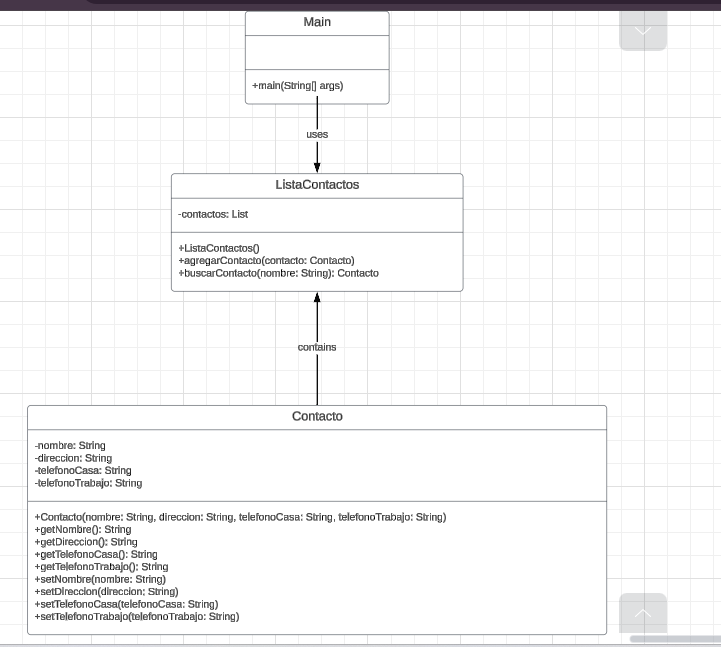 Main
+main(String[] args)
uses
ListaContactos
-contactos: List
+ListaContactos()
+agregarContacto(contacto: Contacto)
+buscarContacto(nombre: String): Contacto
contains
Contacto
-nombre: String
-direccion: String
-telefonoCasa: String
-telefonoTrabajo: String
+Contacto(nombre: String, direccion: String, telefonoCasa: String, telefonoTrabajo: String)
+getNombre(): String
+getDireccion(): String
+getTelefonoCasa(): String
+getTelefonoTrabajo(): String
+setNombre(nombre: String)
+setDireccion(direccion: String)
+setTelefonoCasa(telefonoCasa: String)
+setTelefonoTrabajo(telefonoTrabajo: String)